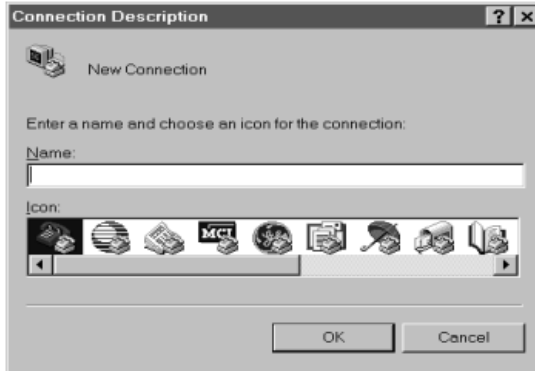 Connection Description
New Connection
Enter a name and choose an icon for the connection:
Name:
Icon:
MCI
OK
Cancel